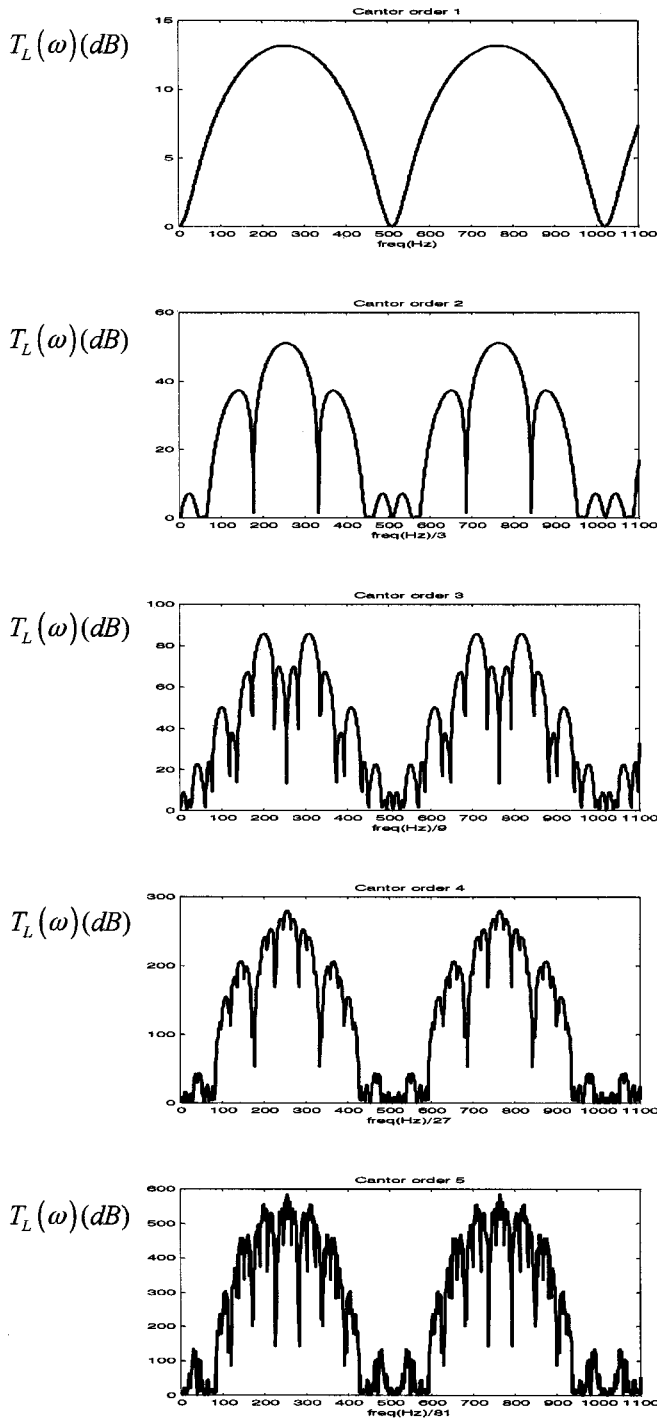 Cantor order 1
T_L(ω)(dB)
15
10
5
0
0 100 200 300 400 500 600 700 800 900 1000 1100
freq(Hz)
Cantor order 2
T_L(ω)(dB)
60
40
20
0
0 100 200 300 400 500 600 700 800 900 1000 1100
freq(Hz)/3
Cantor order 3
T_L(ω)(dB)
100
80
60
40
20
0
0 100 200 300 400 500 600 700 800 900 1000 1100
freq(Hz)/9
Cantor order 4
T_L(ω)(dB)
300
200
100
0
0 100 200 300 400 500 600 700 800 900 1000 1100
freq(Hz)/27
Cantor order 5
T_L(ω)(dB)
600
500
400
300
200
100
0
0 100 200 300 400 500 600 700 800 900 1000 1100
freq(Hz)/81